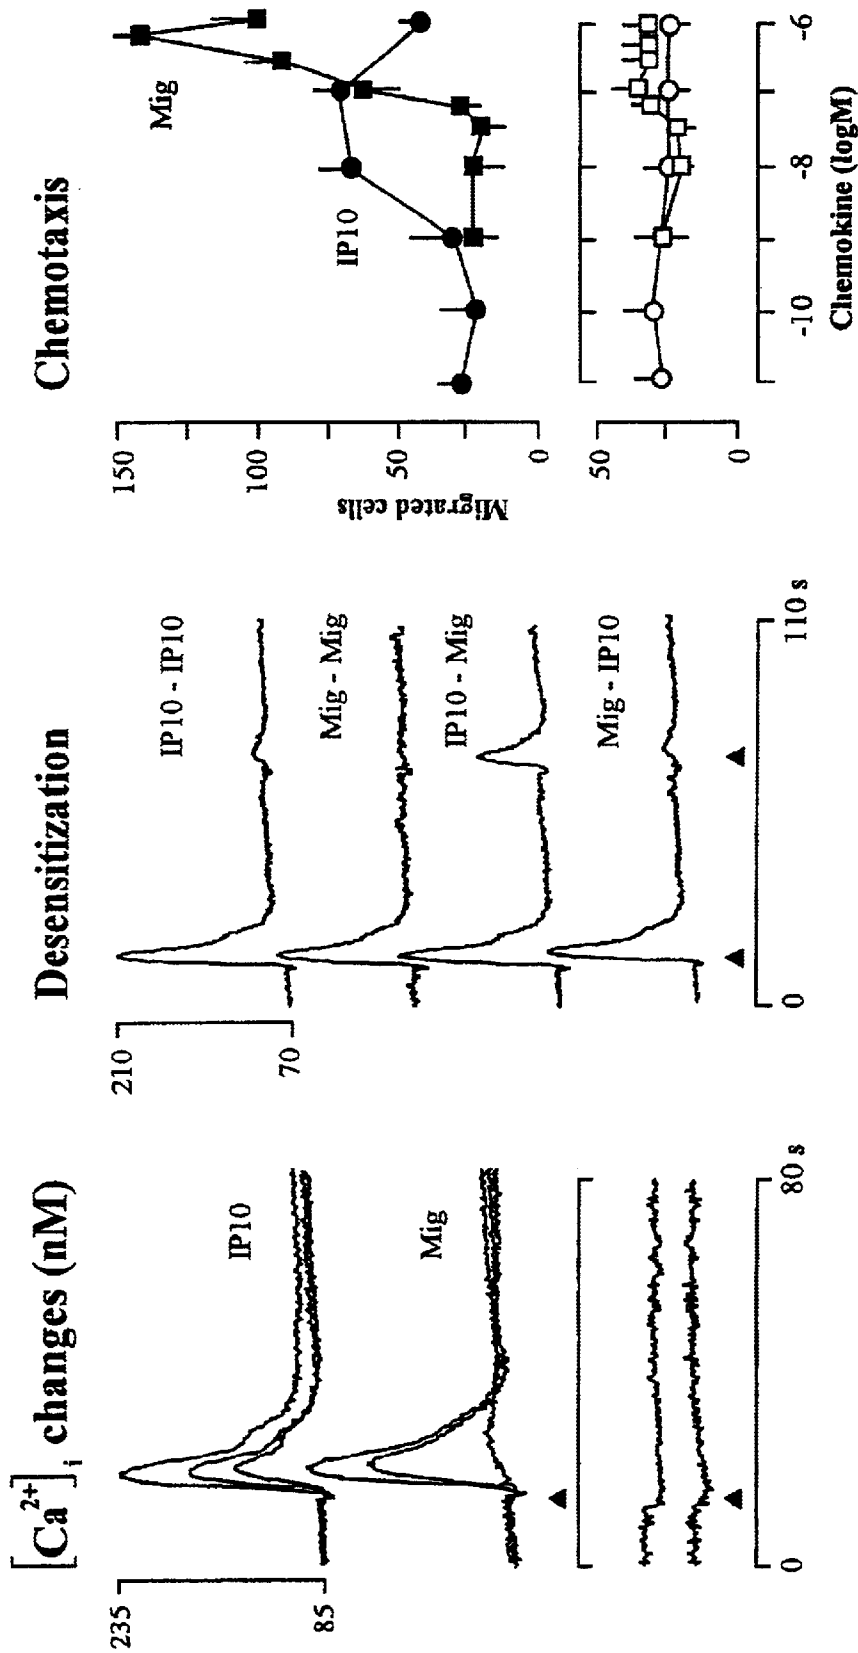 [Ca2+]i changes (nM)
235
85
IP10
Mig
0
80 s
Desensitization
210
70
IP10 - IP10
Mig - Mig
IP10 - Mig
Mig - IP10
0
110 s
Chemotaxis
150
100
50
0
Migrated cells
Mig
IP10
50
0
-10
-8
-6
Chemokine (logM)